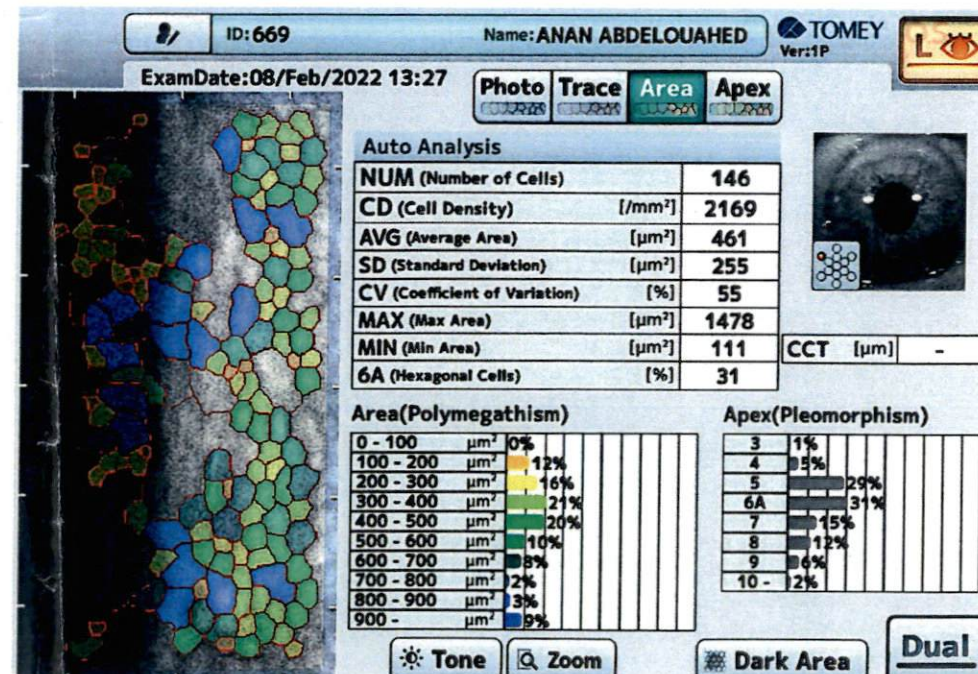 ID:669 Name:ANAN ABDELOUAHED TOMEY
Ver:1P
L
ExamDate:08/Feb/2022 13:27
Photo Trace Area Apex
Auto Analysis
NUM (Number of Cells) 146
CD (Cell Density) [/mm²] 2169
AVG (Average Area) [µm²] 461
SD (Standard Deviation) [µm²] 255
CV (Coefficient of Variation) [%] 55
MAX (Max Area) [µm²] 1478
MIN (Min Area) [µm²] 111
6A (Hexagonal Cells) [%] 31
CCT [µm] -
Area(Polymegathism)
0 - 100 µm² 0%
100 - 200 µm² 12%
200 - 300 µm² 16%
300 - 400 µm² 21%
400 - 500 µm² 20%
500 - 600 µm² 10%
600 - 700 µm² 8%
700 - 800 µm² 2%
800 - 900 µm² 3%
900 - µm² 9%
Apex(Pleomorphism)
3 1%
4 5%
5 29%
6A 31%
7 15%
8 12%
9 6%
10 - 2%
Tone Zoom Dark Area Dual